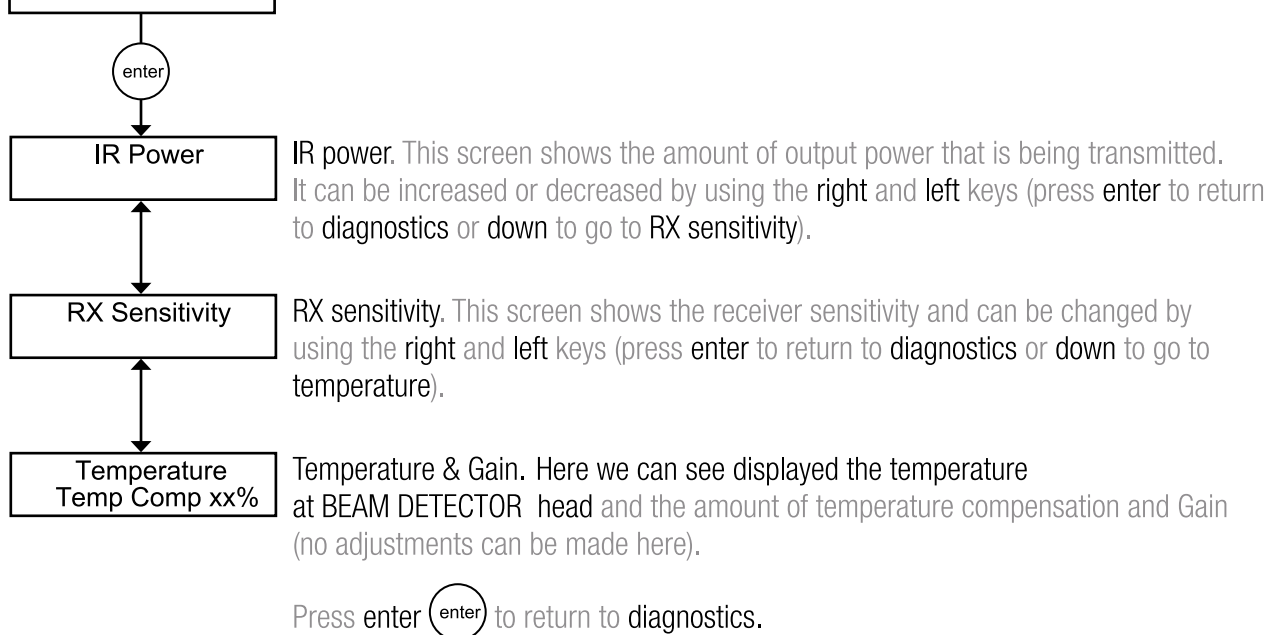 enter
IR Power
IR power. This screen shows the amount of output power that is being transmitted.
It can be increased or decreased by using the right and left keys (press enter to return
to diagnostics or down to go to RX sensitivity).
RX Sensitivity
RX sensitivity. This screen shows the receiver sensitivity and can be changed by
using the right and left keys (press enter to return to diagnostics or down to go to
temperature).
Temperature
Temp Comp xx%
Temperature & Gain. Here we can see displayed the temperature
at BEAM DETECTOR head and the amount of temperature compensation and Gain
(no adjustments can be made here).
Press enter enter to return to diagnostics.